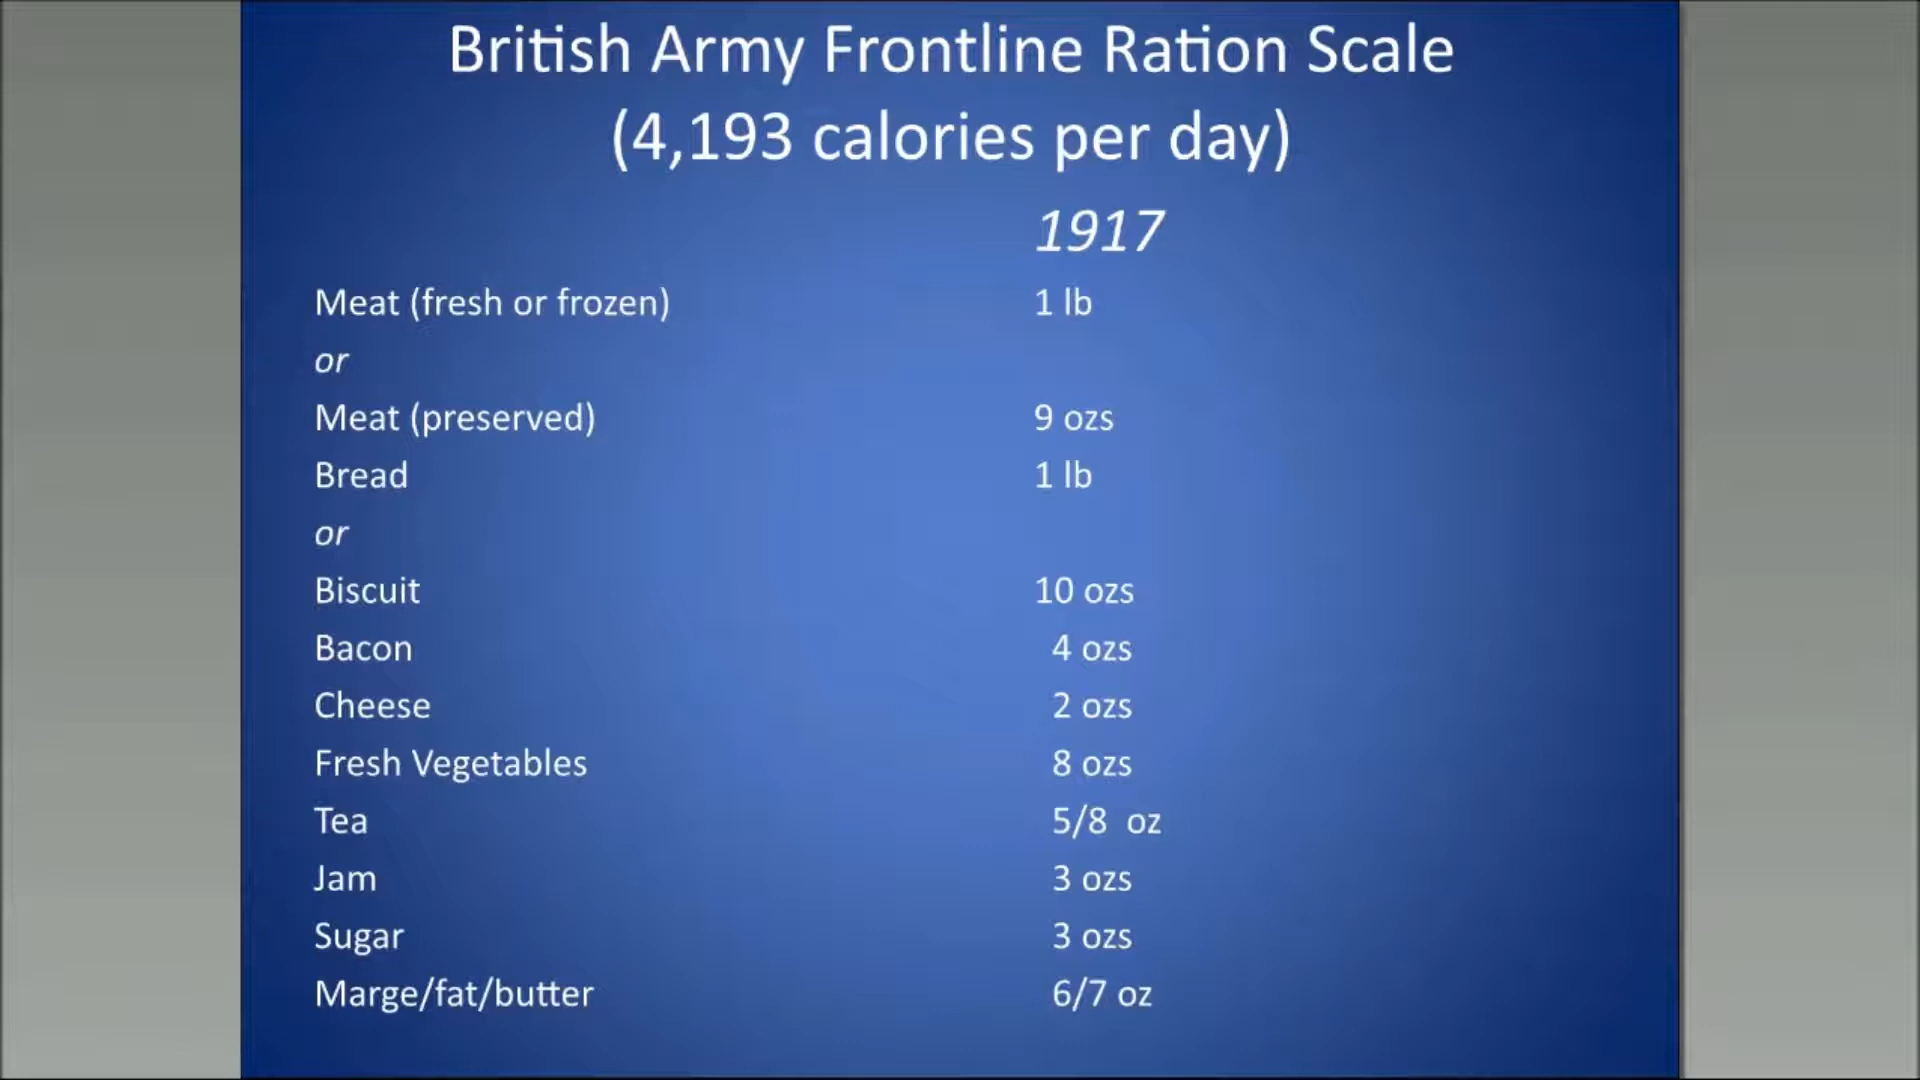 British Army Frontline Ration Scale
(4,193 calories per day)
1917
Meat (fresh or frozen) 1 lb
or
Meat (preserved) 9 ozs
Bread 1 lb
or
Biscuit 10 ozs
Bacon 4 ozs
Cheese 2 ozs
Fresh Vegetables 8 ozs
Tea 5/8 oz
Jam 3 ozs
Sugar 3 ozs
Marge/fat/butter 6/7 oz